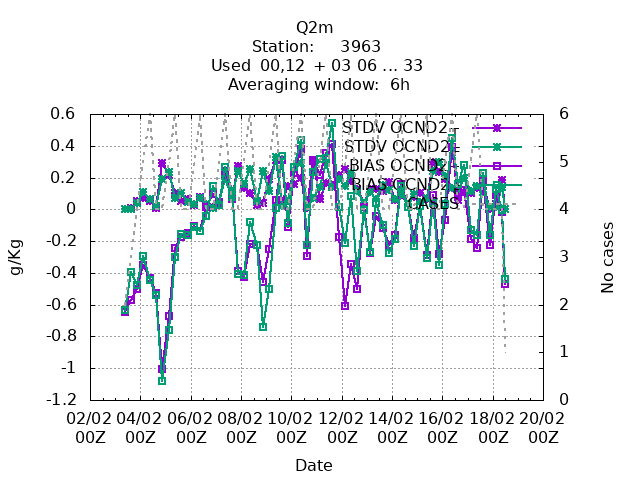 Q2m
Station: 3963
Used 00,12 + 03 06 ... 33
Averaging window: 6h
0.6
0.4
0.2
0
-0.2
-0.4
-0.6
-0.8
-1
-1.2
g/Kg
6
5
4
3
2
1
0
No cases
STDV OCND2-
STDV OCND2
BIAS OCND2
BIAS OCND2
CASES
02/02 04/02 06/02 08/02 10/02 12/02 14/02 16/02 18/02 20/02
00Z 00Z 00Z 00Z 00Z 00Z 00Z 00Z 00Z 00Z
Date